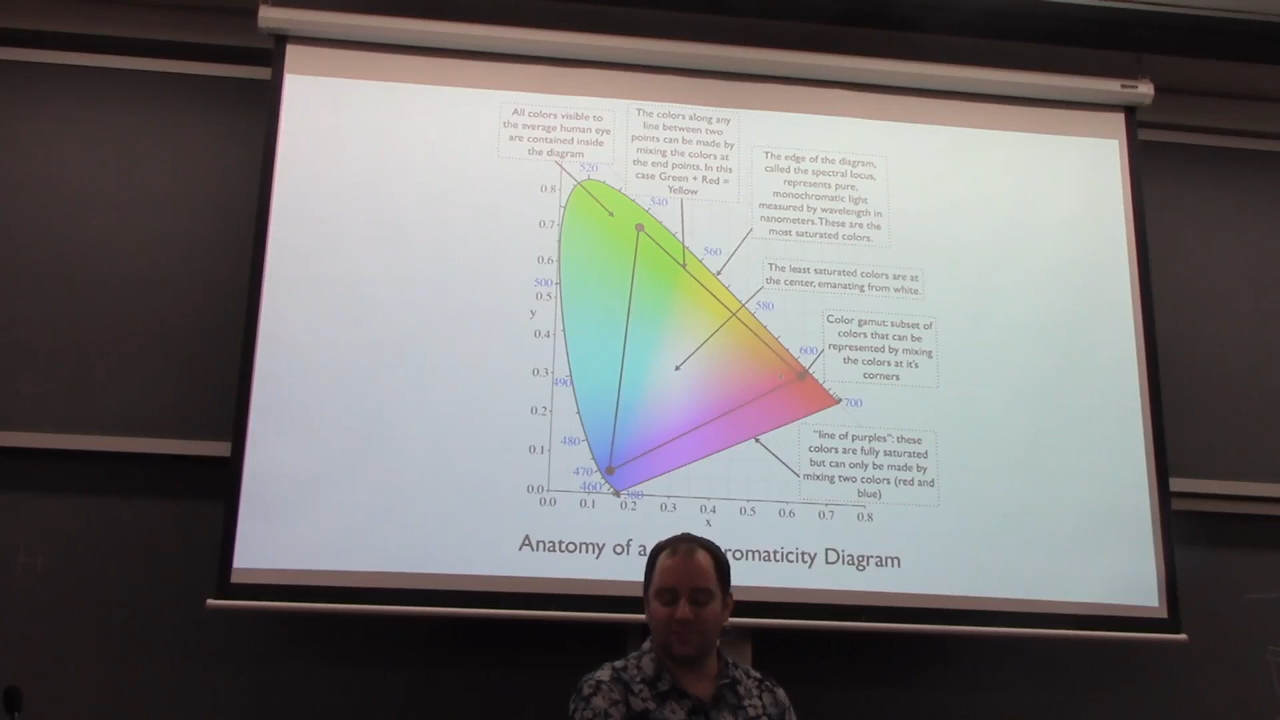 All colors visible to
the average human eye
are contained inside
the diagram
The colors along any
line between two
points can be made by
mixing the colors at
the end points. In this
case Green + Red =
Yellow
The edge of the diagram,
called the spectral locus,
represents pure,
monochromatic light
measured by wavelength in
nanometers. These are the
most saturated colors.
The least saturated colors are at
the center, emanating from white.
Color gamut: subset of
colors that can be
represented by mixing
the colors at it's
corners
"line of purples": these
colors are fully saturated
but can only be made by
mixing two colors (red and
blue)
520
540
560
580
600
700
500
490
480
470
460
380
0.8
0.7
0.6
0.5
y
0.4
0.3
0.2
0.1
0.0
0.0 0.1 0.2 0.3 0.4 0.5 0.6 0.7 0.8
x
Anatomy of a romaticity Diagram